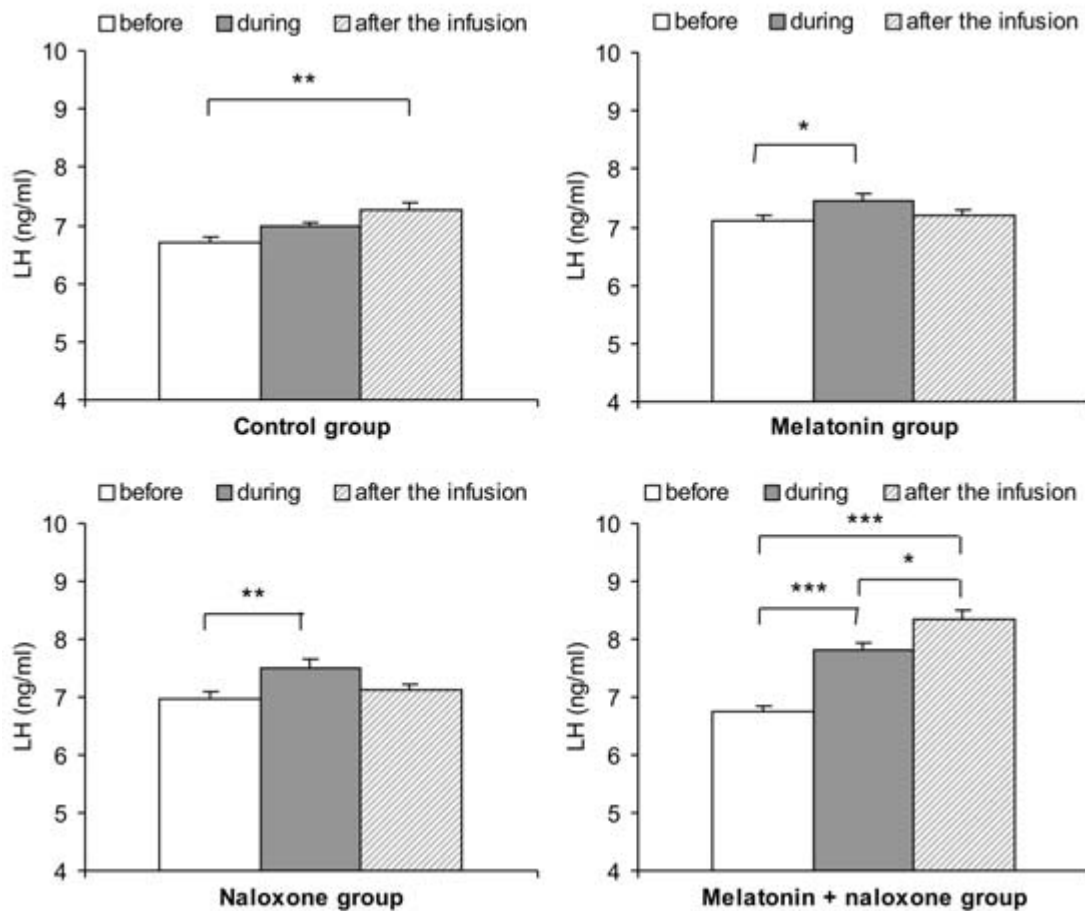 before during after the infusion
10
9
8
7
6
5
4
LH (ng/ml)
**
Control group
before during after the infusion
10
9
8
7
6
5
4
LH (ng/ml)
*
Melatonin group
before during after the infusion
10
9
8
7
6
5
4
LH (ng/ml)
**
Naloxone group
before during after the infusion
10
9
8
7
6
5
4
LH (ng/ml)
***
*
***
Melatonin + naloxone group